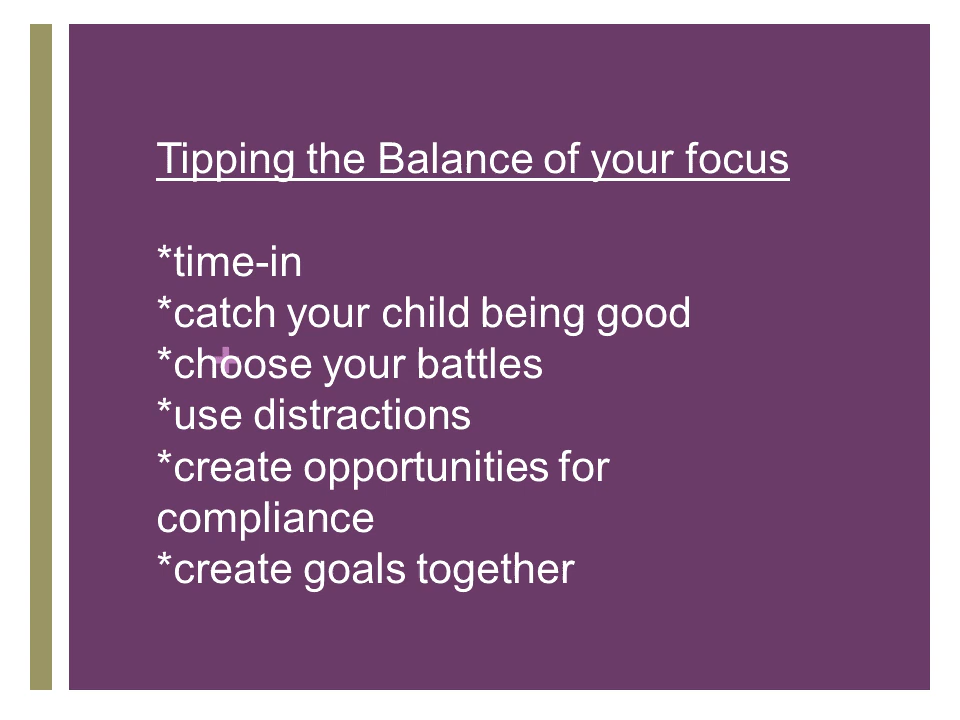 Tipping the Balance of your focus
*time-in
*catch your child being good
+
*choose your battles
*use distractions
*create opportunities for
compliance
*create goals together